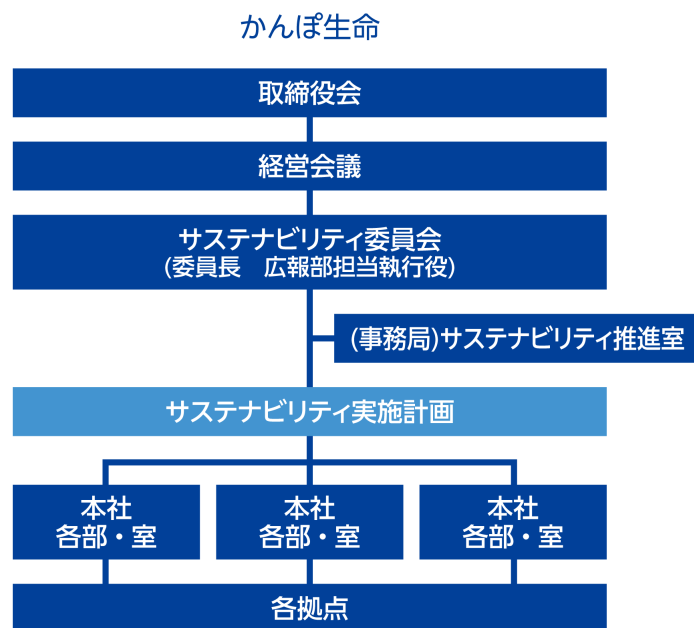 かんぽ生命
取締役会
経営会議
サステナビリティ委員会
(委員長　広報部担当執行役)
(事務局)サステナビリティ推進室
サステナビリティ実施計画
本社
各部・室
本社
各部・室
本社
各部・室
各拠点